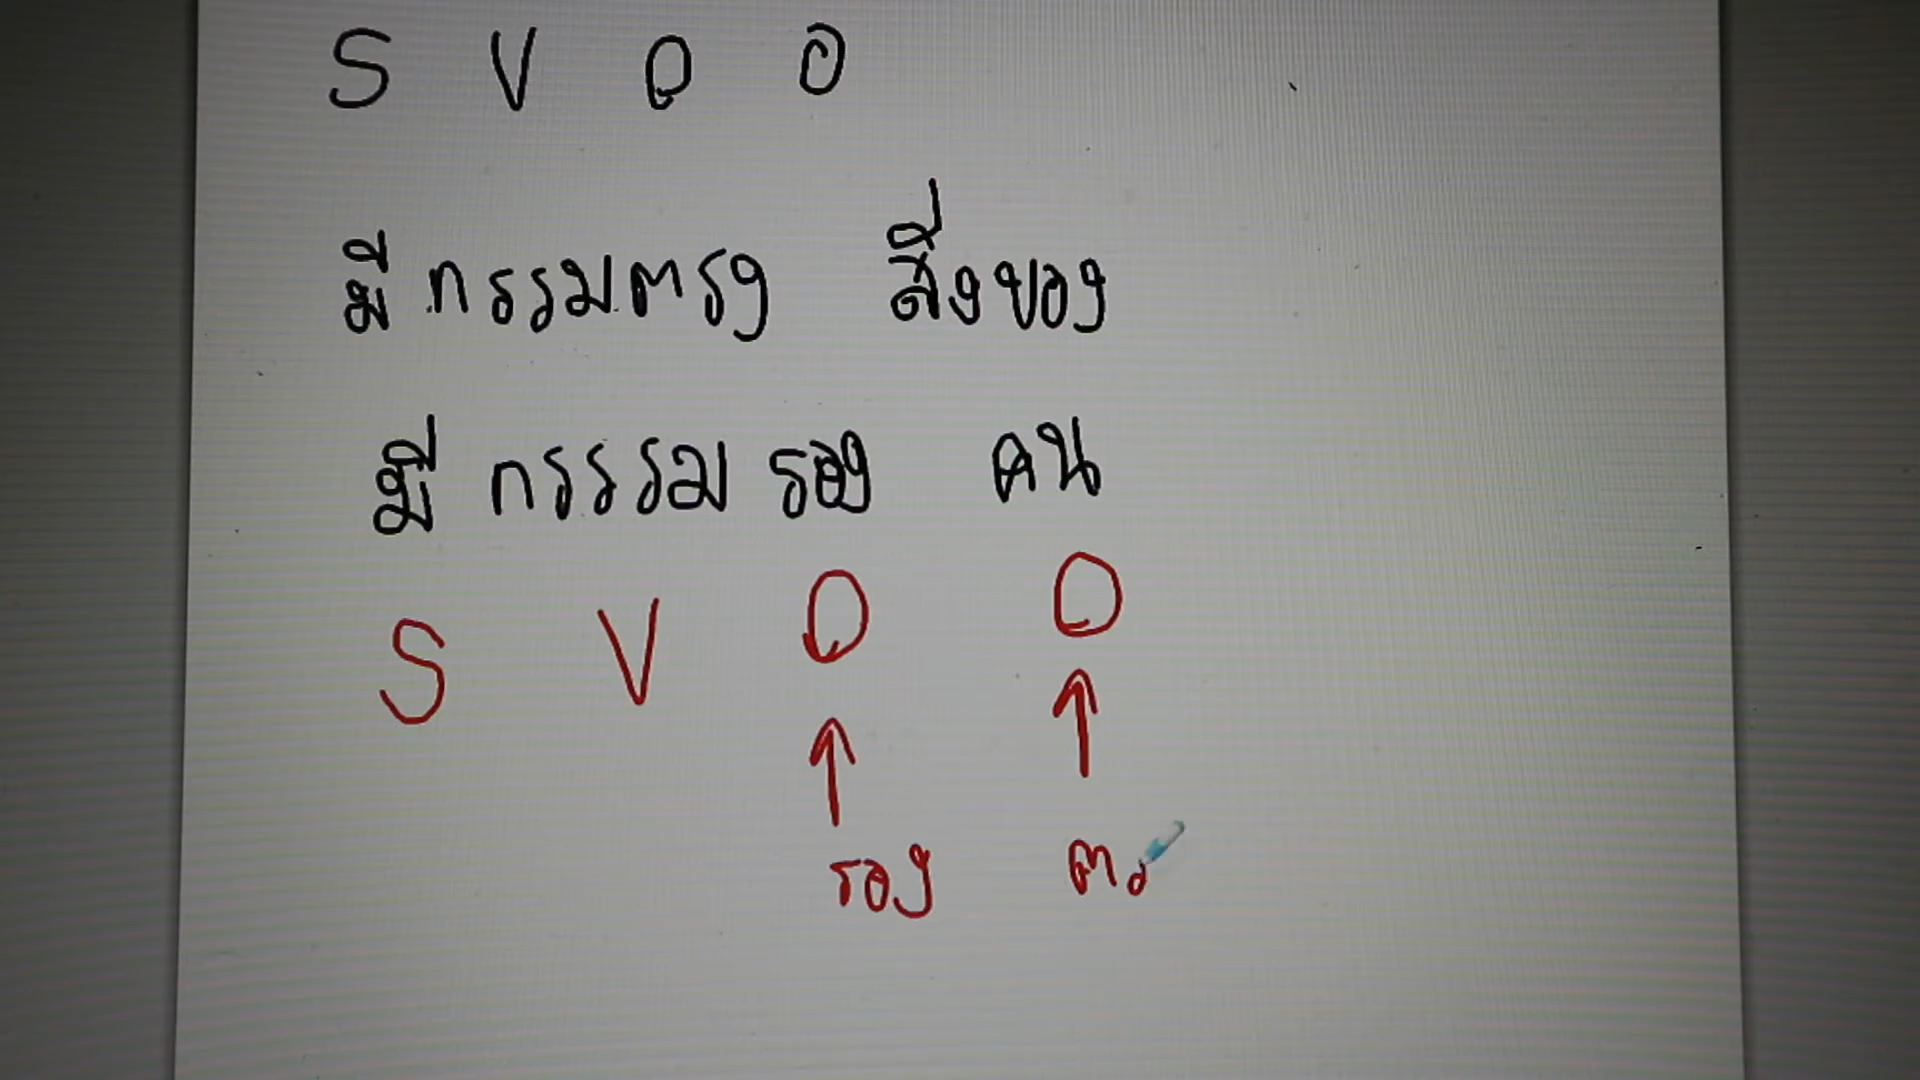 S V O O
มี กรรมตรง สิ่งของ
มี กรรรม รอง คน
S V O O
รอง